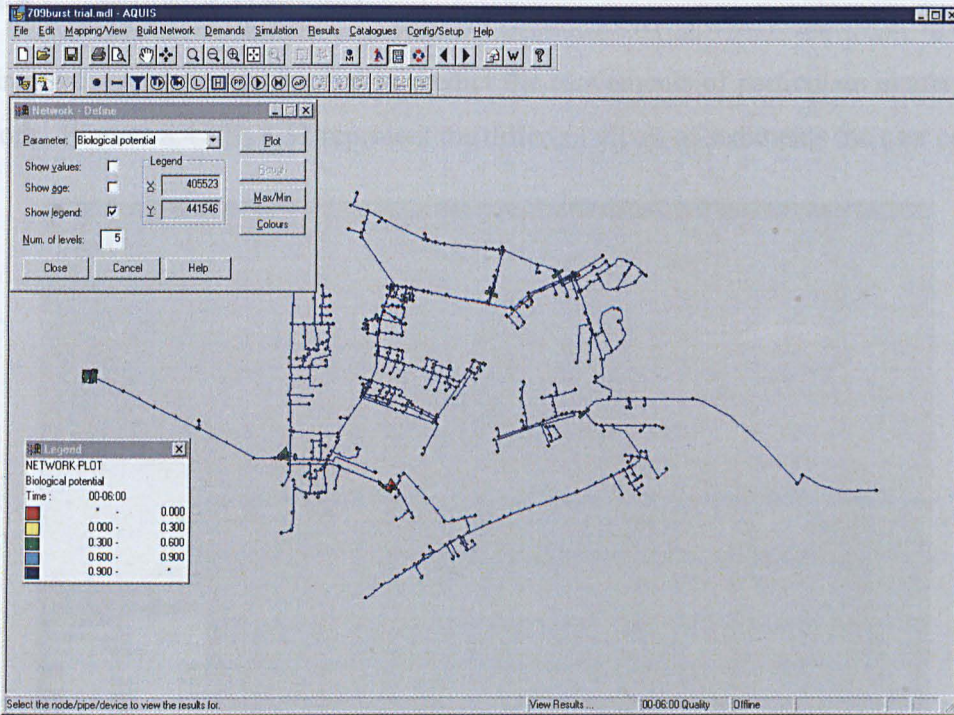 709burst trial.mdl - AQUIS
File Edit Mapping/View Build Network Demands Simulation Results Catalogues Config/Setup Help
Network - Define
Parameter: Biological potential
Plot
Show values:
Legend
Show age:
X: 405523
Max/Min
Show legend:
Y: 441546
Colours
Num. of levels: 5
Close Cancel Help
Legend
NETWORK PLOT
Biological potential
Time : 00-06:00
* - 0.000
0.000 - 0.300
0.300 - 0.600
0.600 - 0.900
0.900 - *
Select the node/pipe/device to view the results for.
View Results ... 00-06:00 Quality Offline